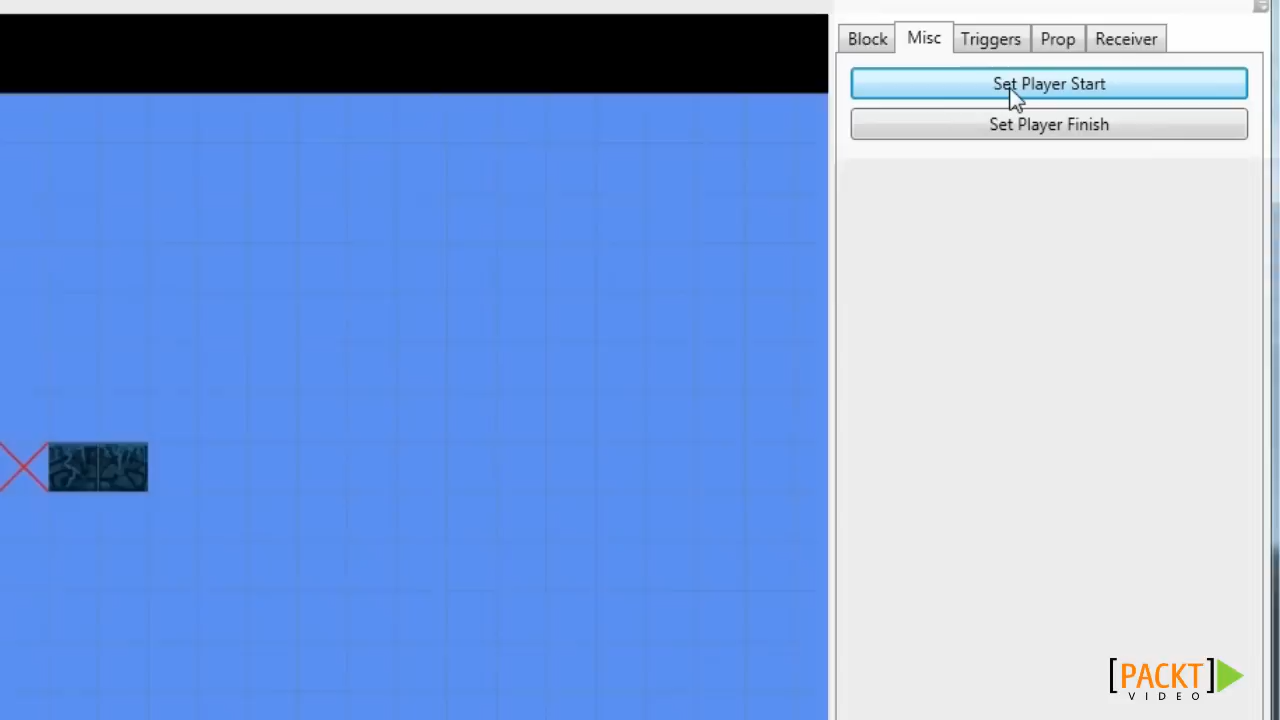 Block Misc Triggers Prop Receiver
Set Player Start
Set Player Finish
[PACKT]
VIDEO